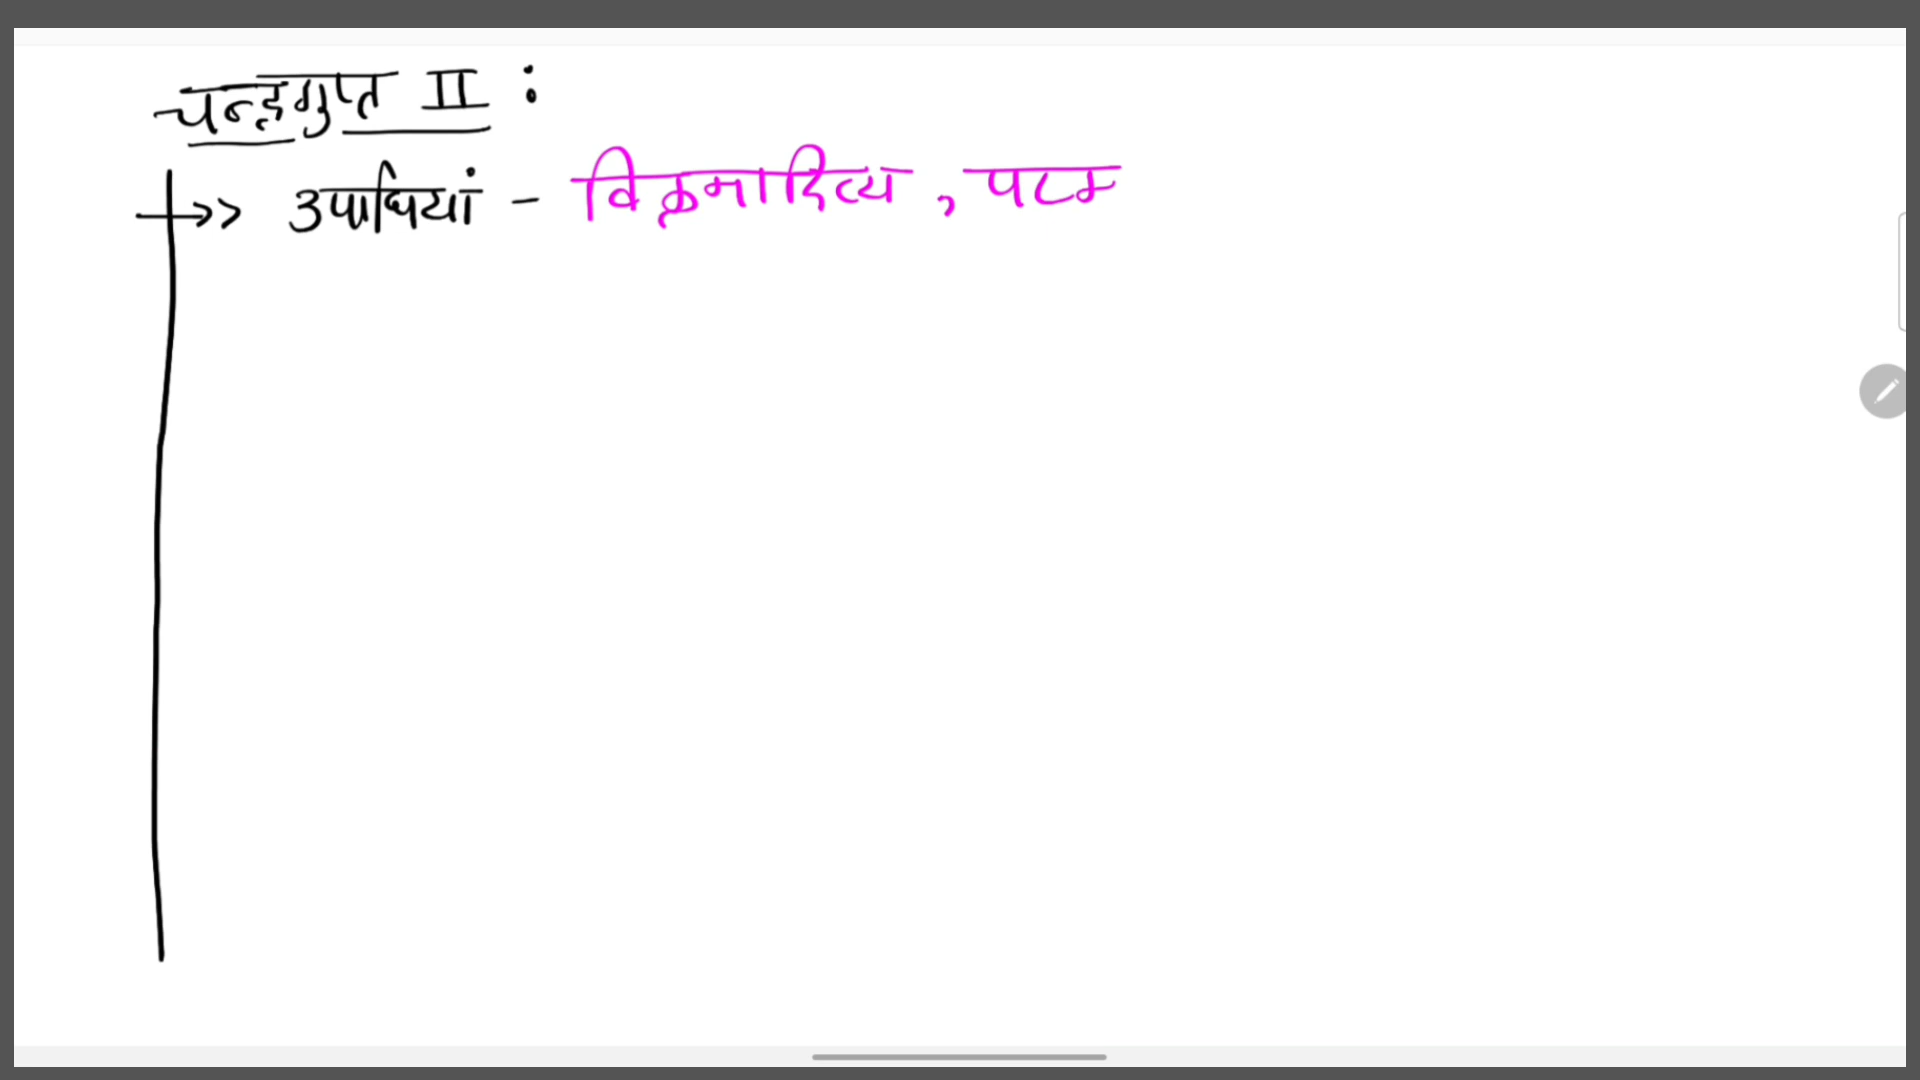 चन्द्रगुप्त II :
उपाधियां - विक्रमादित्य , परम